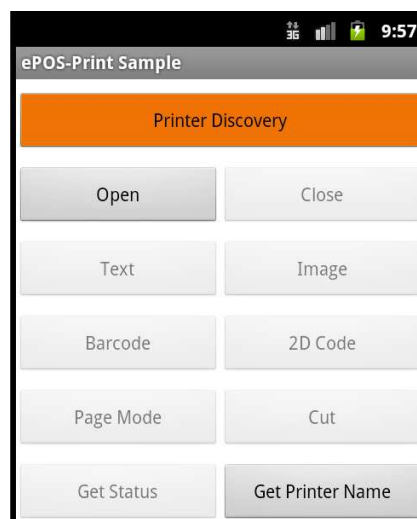 3G 9:57
ePOS-Print Sample
Printer Discovery
Open Close
Text Image
Barcode 2D Code
Page Mode Cut
Get Status Get Printer Name